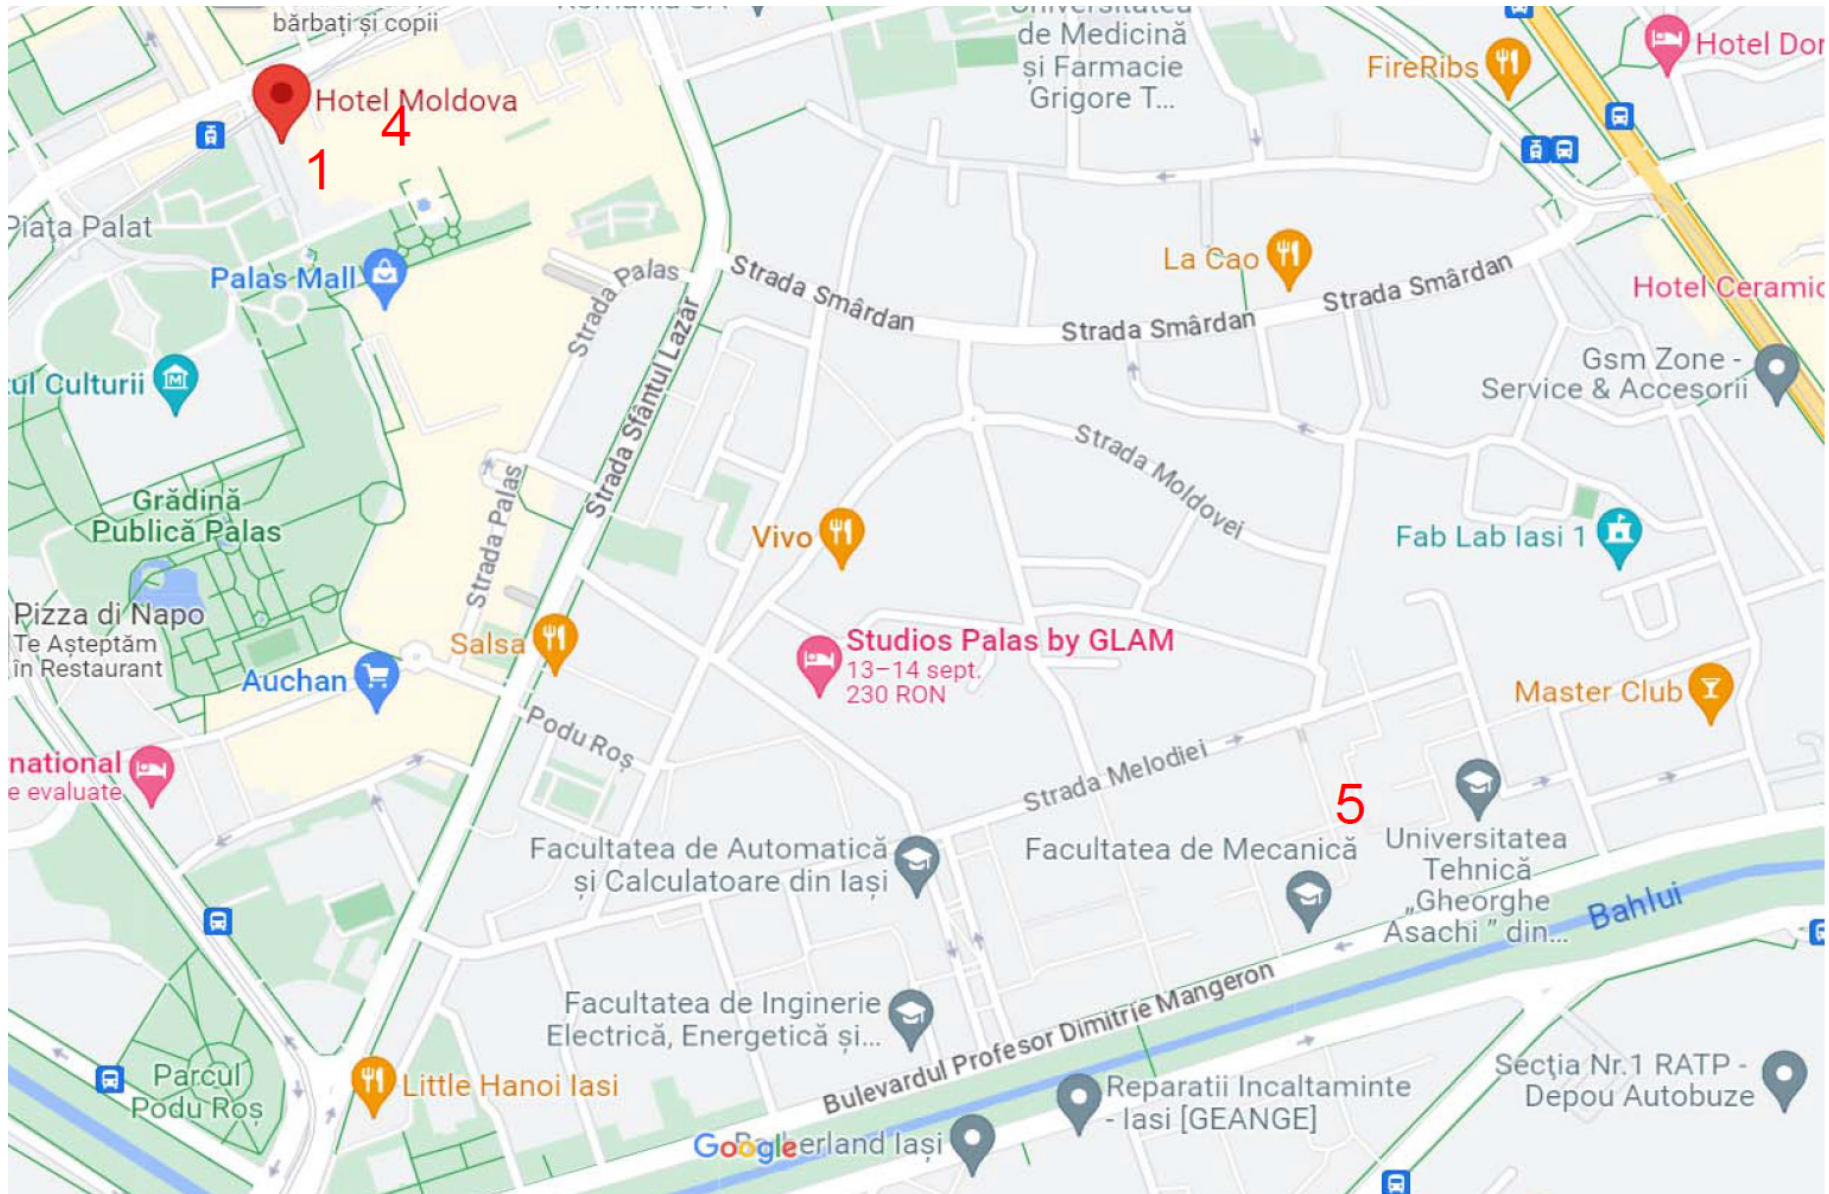 bărbați și copii
România SA
Universitatea
de Medicină
și Farmacie
Grigore T...
FireRibs
Hotel Dor
Hotel Moldova
4
1
Piața Palat
Palas Mall
Strada Palas
Strada Smârdan
La Cao
Strada Smârdan
Strada Smârdan
Hotel Ceramic
ul Culturii
Strada Sfântul Lazăr
Gsm Zone -
Service & Accesorii
Strada Moldovei
Grădină
Publică Palas
Strada Palas
Vivo
Fab Lab Iasi 1
Pizza di Napo
Te Așteptăm
în Restaurant
Salsa
Studios Palas by GLAM
13–14 sept.
230 RON
Auchan
Master Club
Podu Roș
național
e evaluate
Strada Melodiei
5
Facultatea de Automatică
și Calculatoare din Iași
Facultatea de Mecanică
Universitatea
Tehnică
„Gheorghe
Asachi ” din...
Bahlui
Facultatea de Inginerie
Electrică, Energetică și...
Bulevardul Profesor Dimitrie Mangeron
Parcul
Podu Roș
Little Hanoi Iasi
Reparatii Incaltaminte
- Iasi [GEANGE]
Secția Nr.1 RATP -
Depou Autobuze
Google
erland Iași